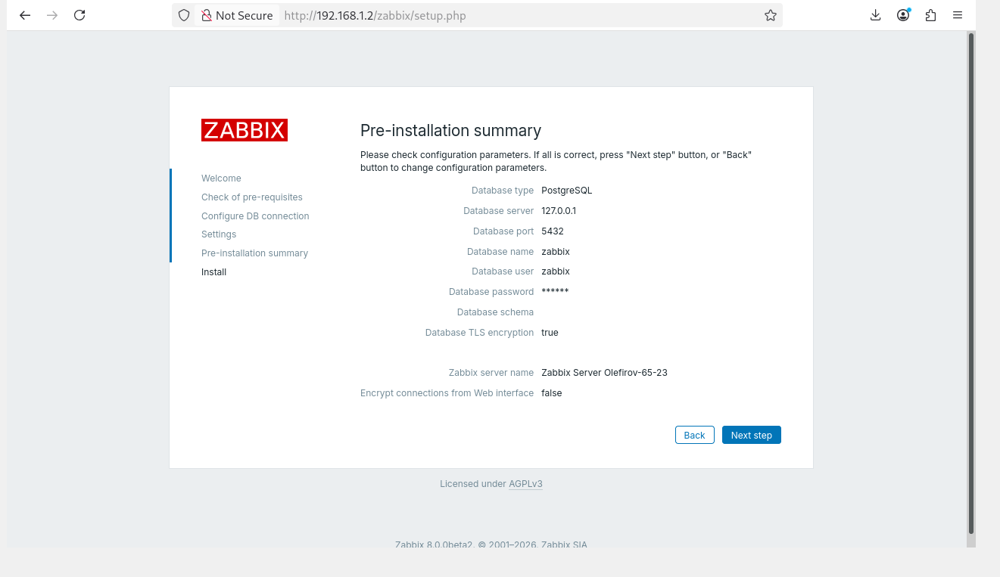 Not Secure http://192.168.1.2/zabbix/setup.php
ZABBIX
Welcome
Check of pre-requisites
Configure DB connection
Settings
Pre-installation summary
Install
Pre-installation summary
Please check configuration parameters. If all is correct, press "Next step" button, or "Back"
button to change configuration parameters.
Database type PostgreSQL
Database server 127.0.0.1
Database port 5432
Database name zabbix
Database user zabbix
Database password ******
Database schema
Database TLS encryption true
Zabbix server name Zabbix Server Olefirov-65-23
Encrypt connections from Web interface false
Back Next step
Licensed under AGPLv3
Zabbix 8.0.0beta2. © 2001–2026, Zabbix SIA